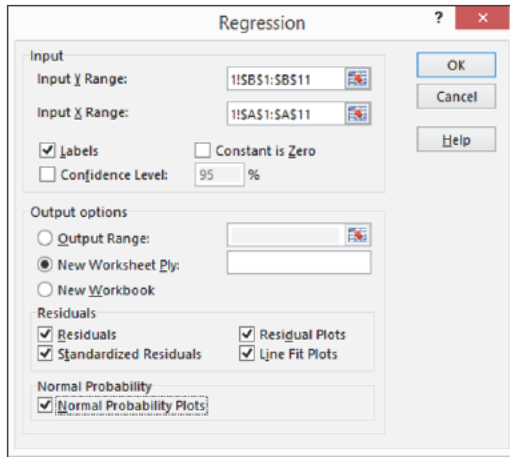 Regression
?
×
Input
Input Y Range:
1!$B$1:$B$11
OK
Cancel
Input X Range:
1!$A$1:$A$11
Help
Labels
Constant is Zero
Confidence Level:
95
%
Output options
Output Range:
New Worksheet Ply:
New Workbook
Residuals
Residuals
Residual Plots
Standardized Residuals
Line Fit Plots
Normal Probability
Normal Probability Plots